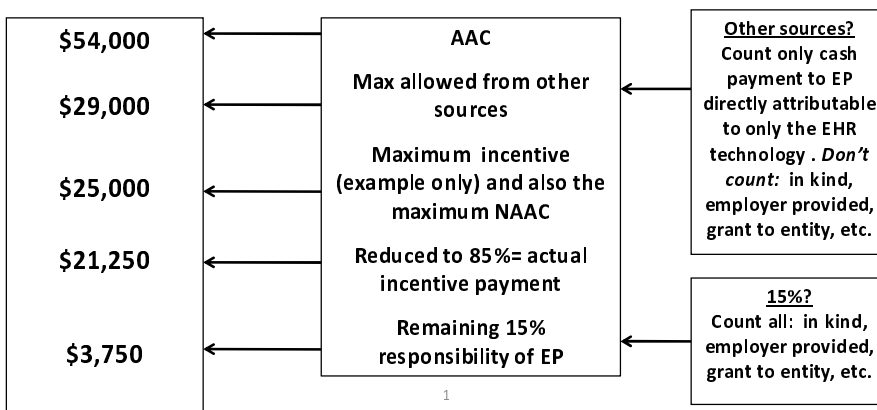 $54,000
$29,000
$25,000
$21,250
$3,750
AAC
Max allowed from other
sources
Maximum incentive
(example only) and also the
maximum NAAC
Reduced to 85%= actual
incentive payment
Remaining 15%
responsibility of EP
Other sources?
Count only cash
payment to EP
directly attributable
to only the EHR
technology . Don't
count: in kind,
employer provided,
grant to entity, etc.
15%?
Count all: in kind,
employer provided,
grant to entity, etc.
1